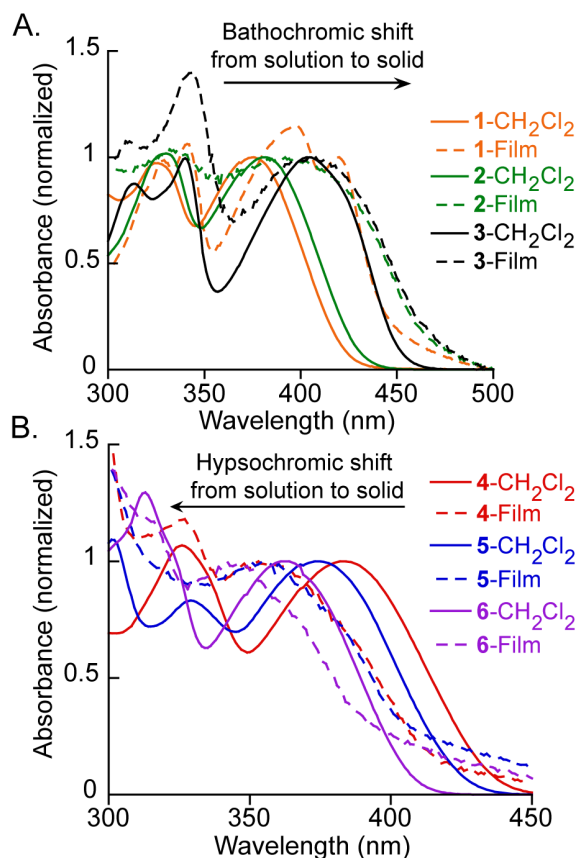 A.
Bathochromic shift
from solution to solid
1.5
1
0.5
0
Absorbance (normalized)
300
350
400
450
500
Wavelength (nm)
1-CH₂Cl₂
1-Film
2-CH₂Cl₂
2-Film
3-CH₂Cl₂
3-Film
B.
Hypsochromic shift
from solution to solid
1.5
1
0.5
0
Absorbance (normalized)
300
350
400
450
Wavelength (nm)
4-CH₂Cl₂
4-Film
5-CH₂Cl₂
5-Film
6-CH₂Cl₂
6-Film